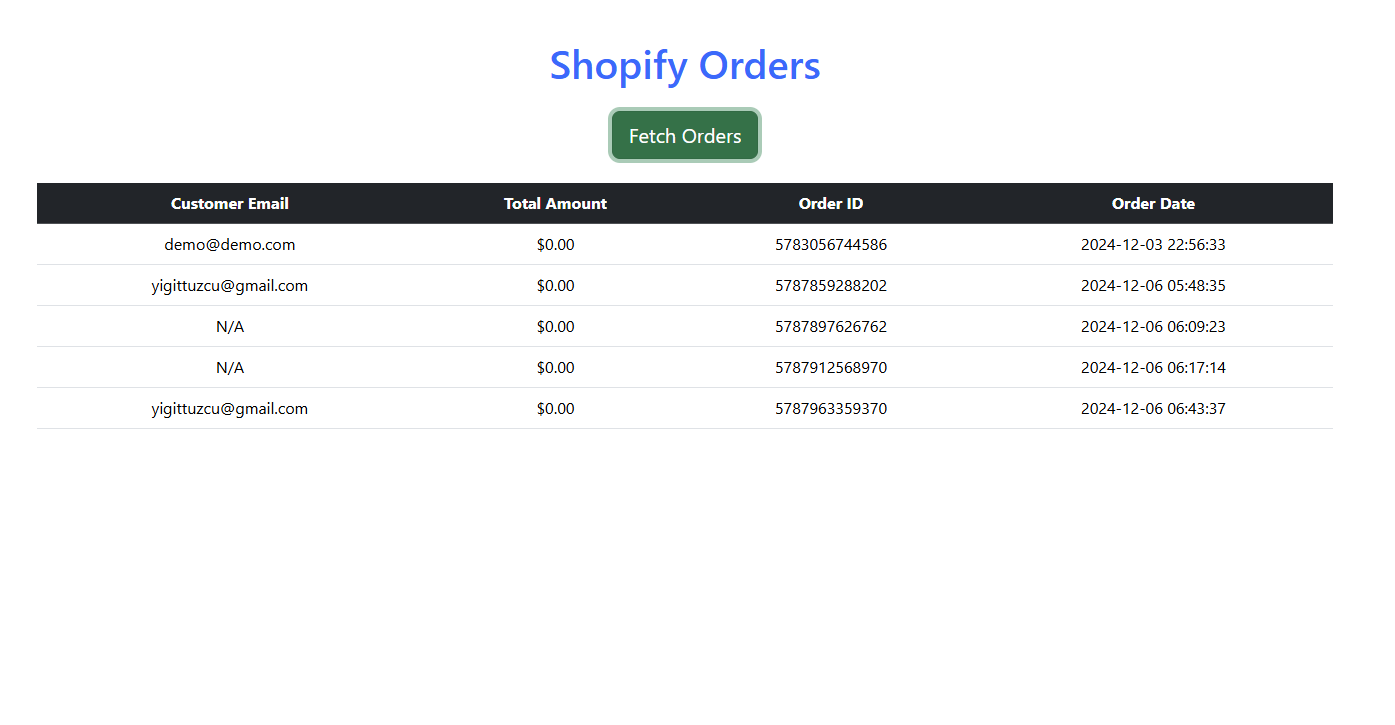 Shopify Orders
Fetch Orders
Customer Email Total Amount Order ID Order Date
demo@demo.com $0.00 5783056744586 2024-12-03 22:56:33
yigittuzcu@gmail.com $0.00 5787859288202 2024-12-06 05:48:35
N/A $0.00 5787897626762 2024-12-06 06:09:23
N/A $0.00 5787912568970 2024-12-06 06:17:14
yigittuzcu@gmail.com $0.00 5787963359370 2024-12-06 06:43:37